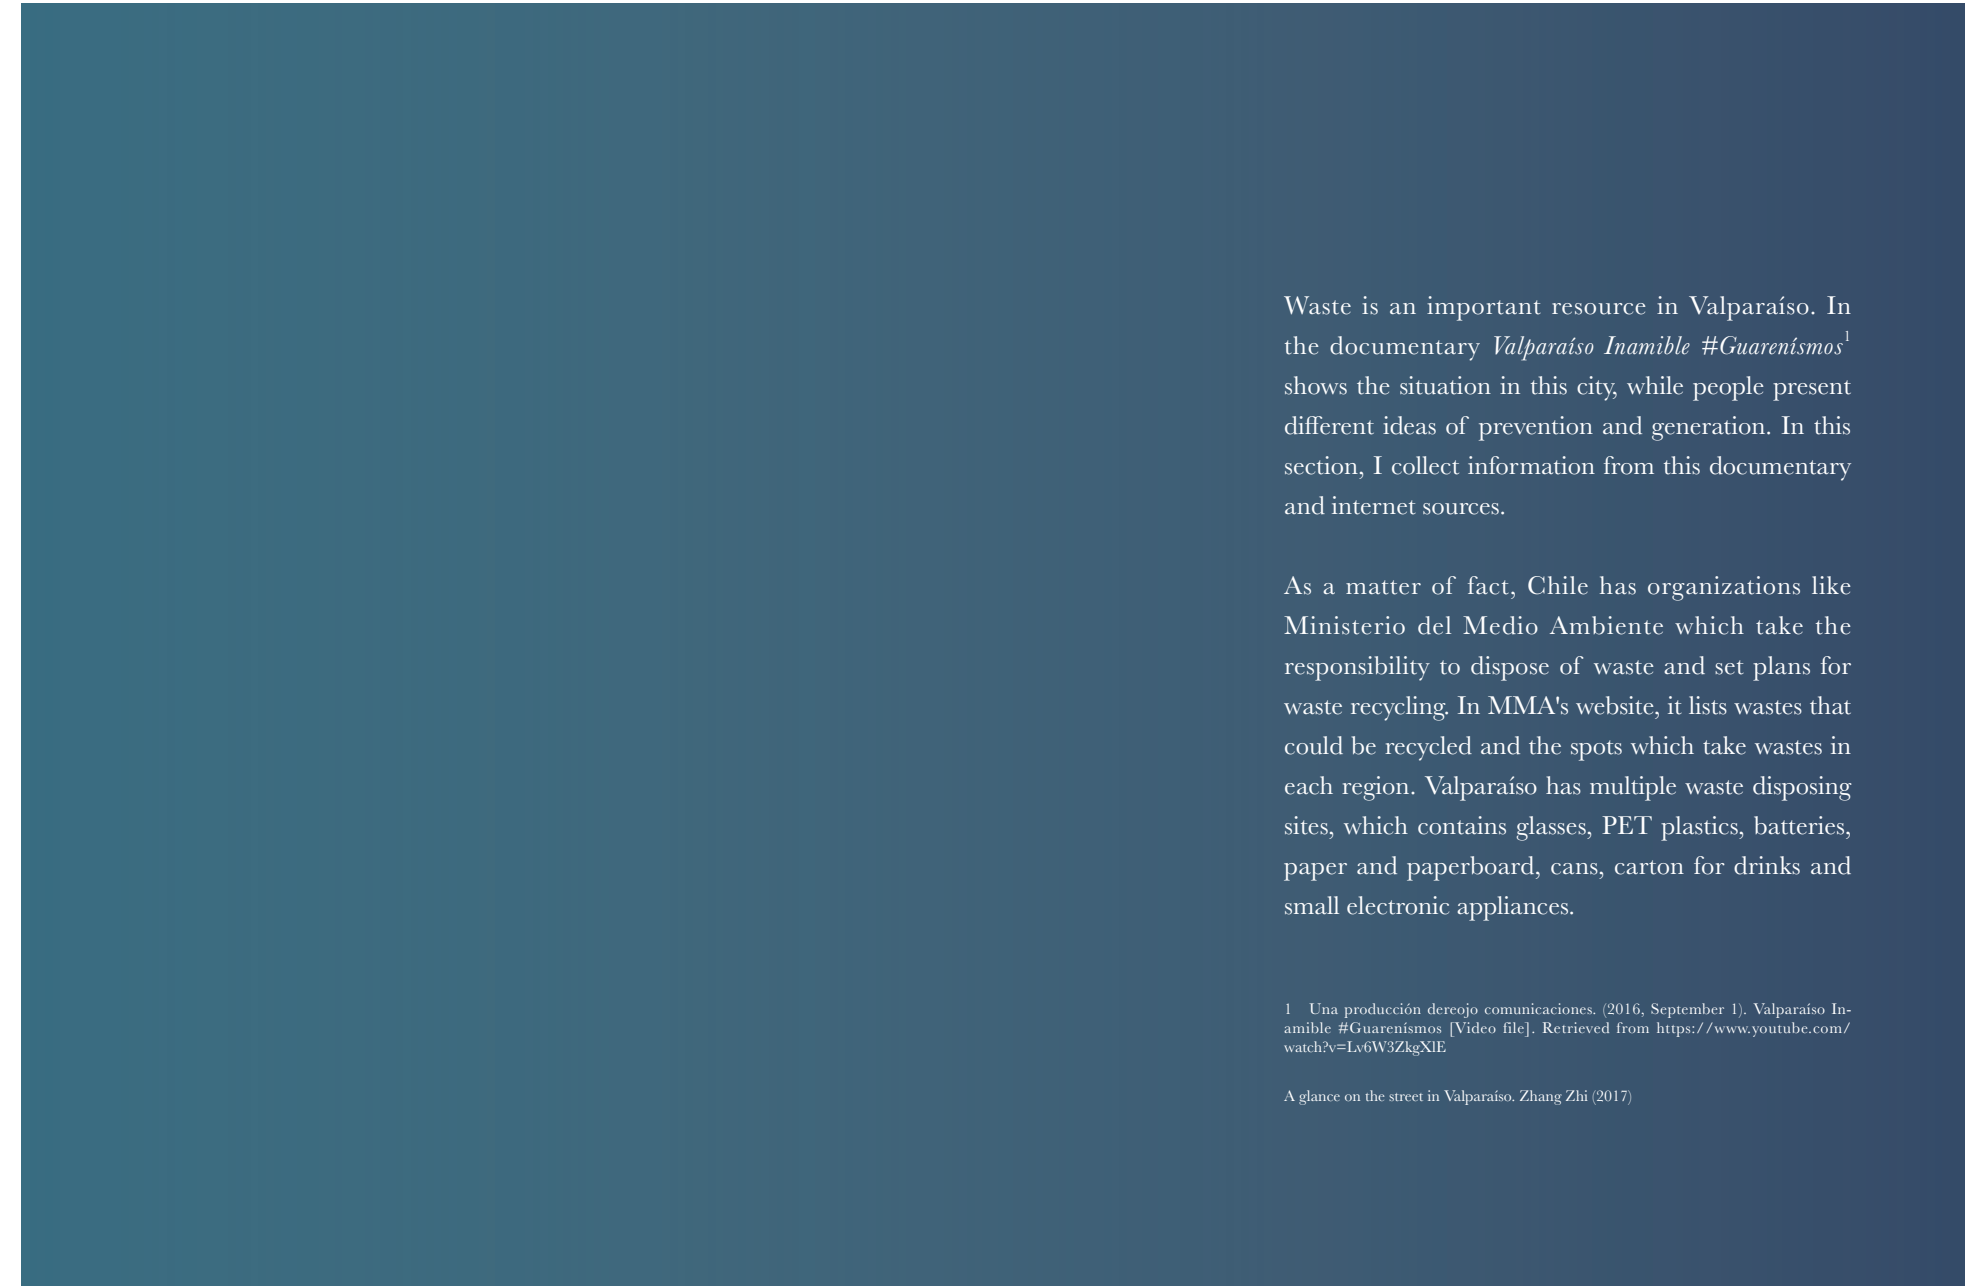 Waste is an important resource in Valparaíso. In
the documentary Valparaíso Inamible #Guarenísmos1
shows the situation in this city, while people present
different ideas of prevention and generation. In this
section, I collect information from this documentary
and internet sources.
As a matter of fact, Chile has organizations like
Ministerio del Medio Ambiente which take the
responsibility to dispose of waste and set plans for
waste recycling. In MMA's website, it lists wastes that
could be recycled and the spots which take wastes in
each region. Valparaíso has multiple waste disposing
sites, which contains glasses, PET plastics, batteries,
paper and paperboard, cans, carton for drinks and
small electronic appliances.
1 Una producción dereojo comunicaciones. (2016, September 1). Valparaíso In-
amible #Guarenísmos [Video file]. Retrieved from https://www.youtube.com/
watch?v=Lv6W3ZkgXlE
A glance on the street in Valparaíso. Zhang Zhi (2017)